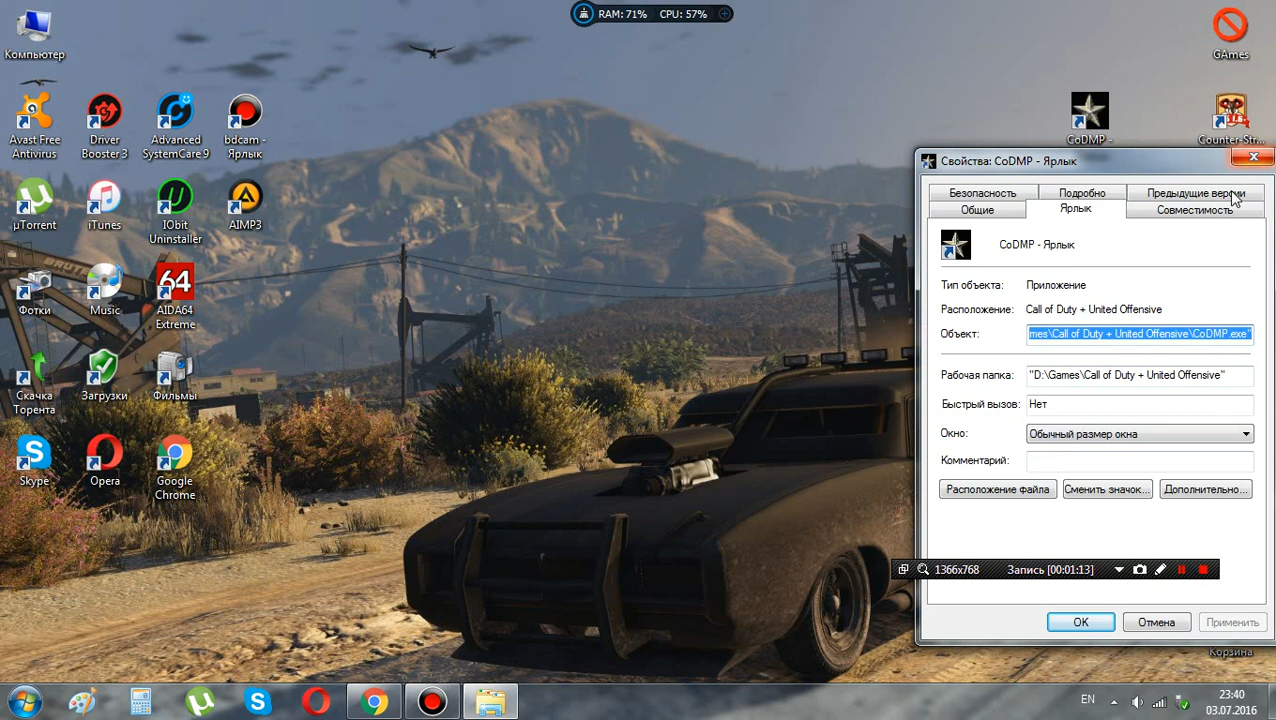 RAM: 71% CPU: 57%
Компьютер
GAmes
Avast Free
Antivirus
Driver
Booster 3
Advanced
SystemCare 9
bdcam -
Ярлык
CoDMP -
Counter-Str...
µTorrent
iTunes
IObit
Uninstaller
AIMP3
Фотки
Music
64
AIDA64
Extreme
Скачка
Торента
Загрузки
Фильмы
Skype
Opera
Google
Chrome
Свойства: CoDMP - Ярлык
Безопасность
Подробно
Предыдущие версии
Общие
Ярлык
Совместимость
CoDMP - Ярлык
Тип объекта: Приложение
Расположение: Call of Duty + United Offensive
Объект: mes\Call of Duty + United Offensive\CoDMP.exe"
Рабочая папка: "D:\Games\Call of Duty + United Offensive"
Быстрый вызов: Нет
Окно: Обычный размер окна
Комментарий:
Расположение файла
Сменить значок...
Дополнительно...
1366x768 Запись [00:01:13]
OK
Отмена
Применить
Корзина
EN
23:40
03.07.2016